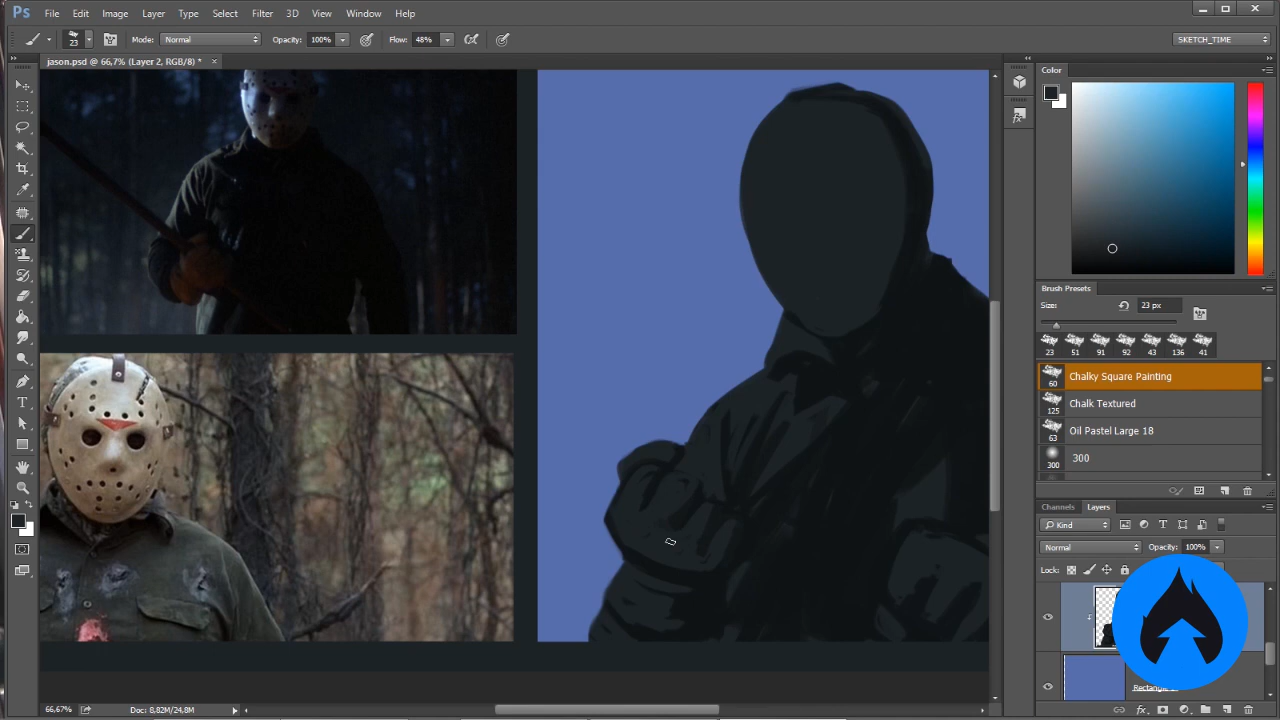 Ps File Edit Image Layer Type Select Filter 3D View Window Help
23 Mode: Normal Opacity: 100% Flow: 48% SKETCH_TIME
jason.psd @ 66,7% (Layer 2, RGB/8) * ×
Color
Brush Presets
Size: 23 px
23 51 91 92 43 136 41
60 Chalky Square Painting
125 Chalk Textured
63 Oil Pastel Large 18
300 300
Channels Layers
Kind
Normal Opacity: 100%
Lock:
66,67% Doc: 8,82M/24,8M